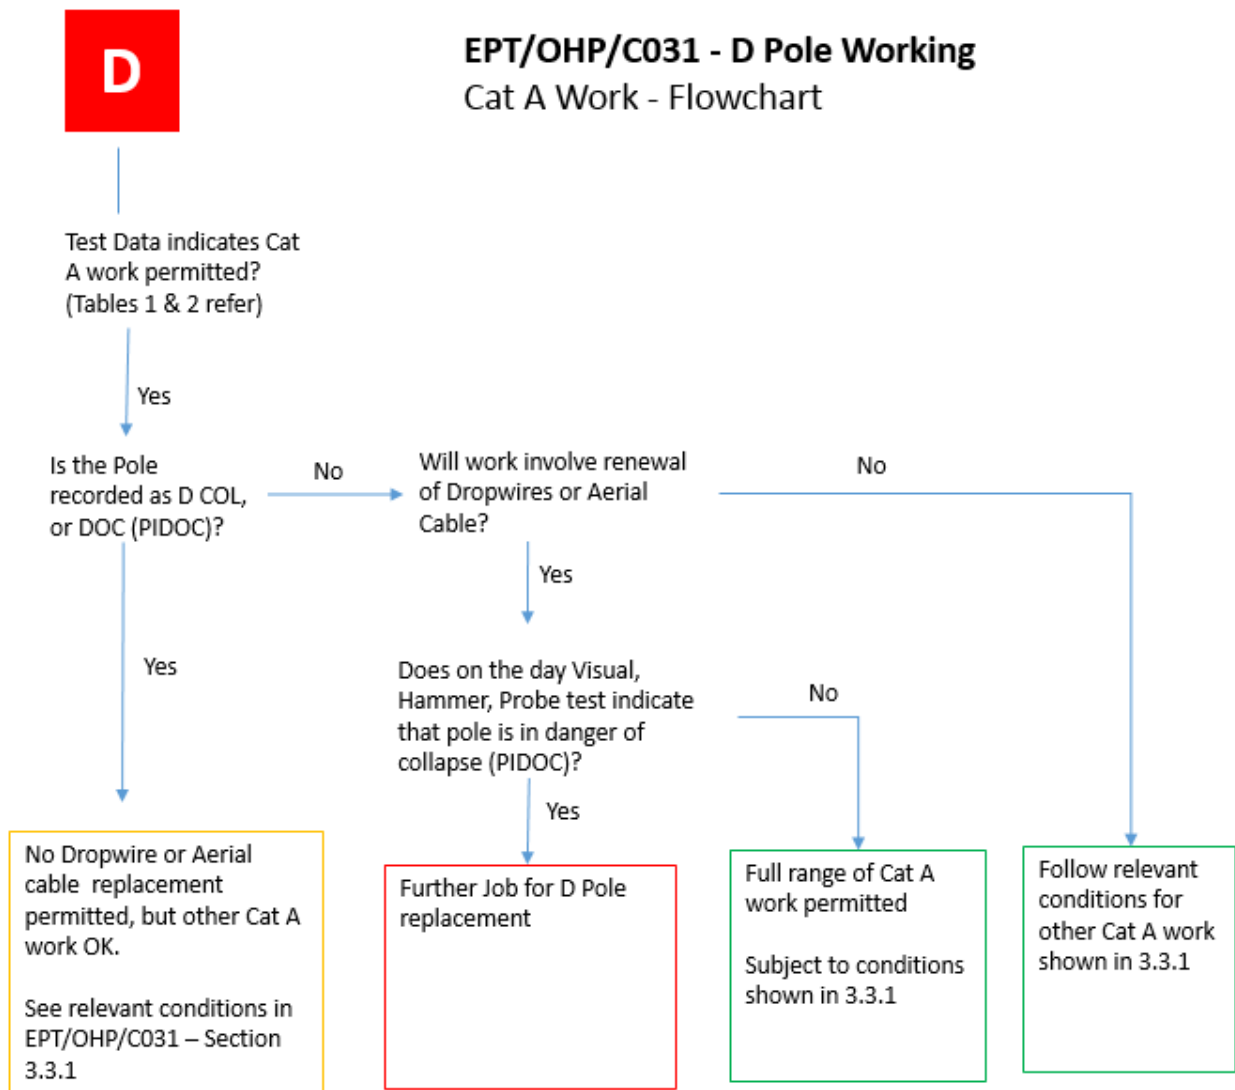 D
EPT/OHP/C031 - D Pole Working
Cat A Work - Flowchart
Test Data indicates Cat
A work permitted?
(Tables 1 & 2 refer)
Yes
Is the Pole
recorded as D COL,
or DOC (PIDOC)?
No
Will work involve renewal
of Dropwires or Aerial
Cable?
No
Yes
Yes
Does on the day Visual,
Hammer, Probe test indicate
that pole is in danger of
collapse (PIDOC)?
No
Yes
No Dropwire or Aerial
cable  replacement
permitted, but other Cat A
work OK.
See relevant conditions in
EPT/OHP/C031 – Section
3.3.1
Further Job for D Pole
replacement
Full range of Cat A
work permitted
Subject to conditions
shown in 3.3.1
Follow relevant
conditions for
other Cat A work
shown in 3.3.1